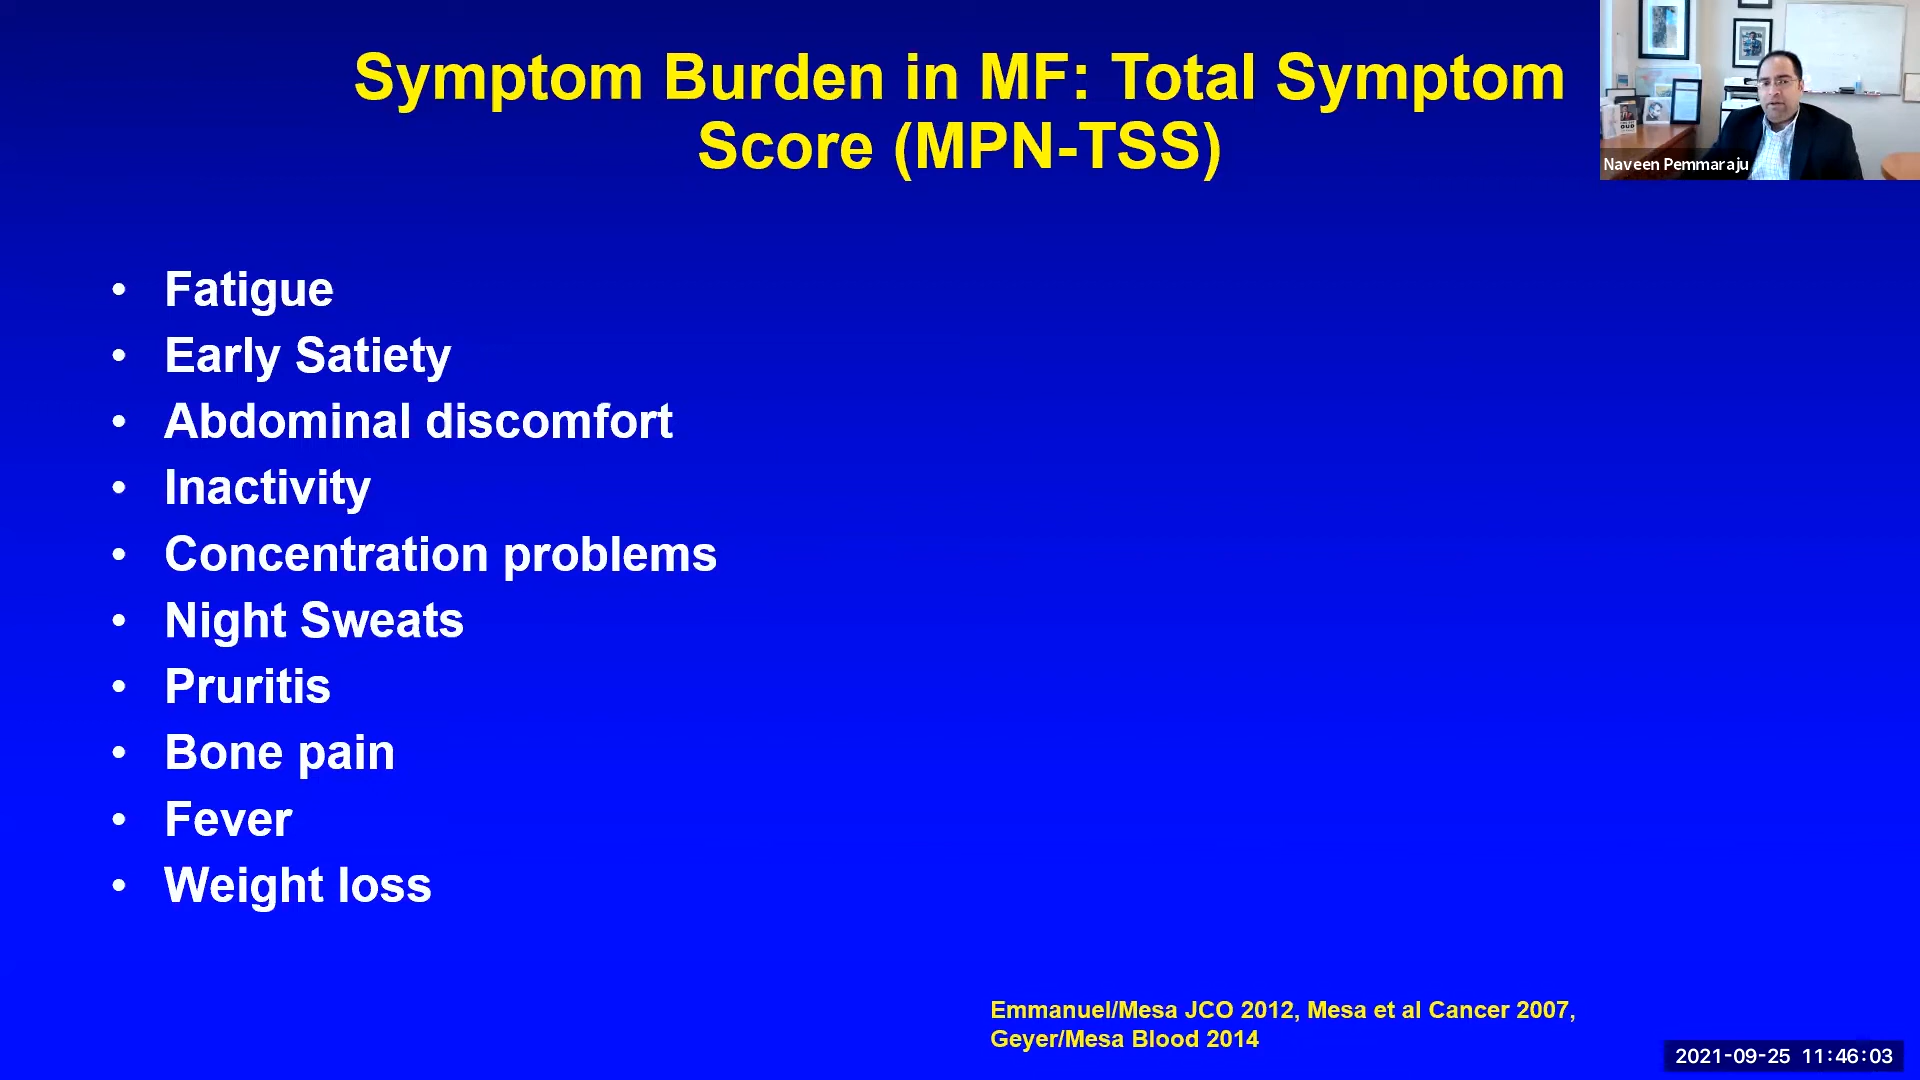 Symptom Burden in MF: Total Symptom
Score (MPN-TSS)
Naveen Pemmaraju
• Fatigue
• Early Satiety
• Abdominal discomfort
• Inactivity
• Concentration problems
• Night Sweats
• Pruritis
• Bone pain
• Fever
• Weight loss
Emmanuel/Mesa JCO 2012, Mesa et al Cancer 2007,
Geyer/Mesa Blood 2014
2021-09-25 11:46:03